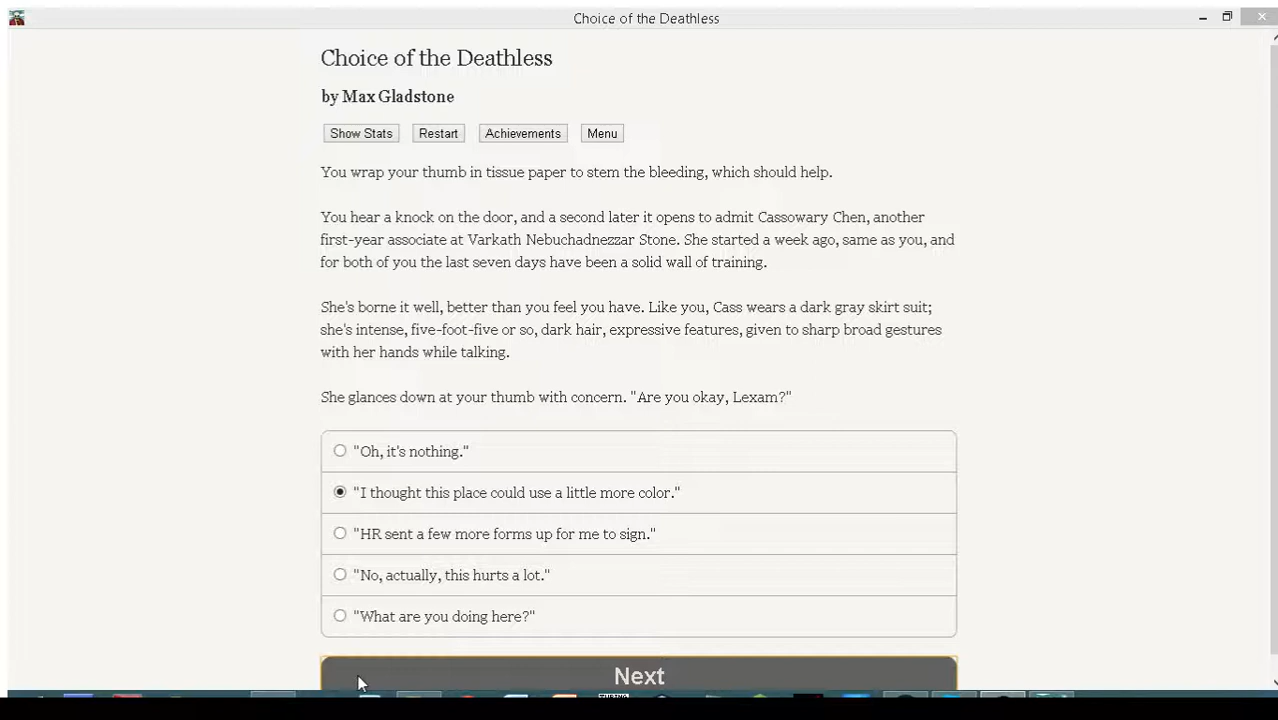 Choice of the Deathless
Choice of the Deathless
by Max Gladstone
Show Stats Restart Achievements Menu
You wrap your thumb in tissue paper to stem the bleeding, which should help.
You hear a knock on the door, and a second later it opens to admit Cassowary Chen, another
first-year associate at Varkath Nebuchadnezzar Stone. She started a week ago, same as you, and
for both of you the last seven days have been a solid wall of training.
She's borne it well, better than you feel you have. Like you, Cass wears a dark gray skirt suit;
she's intense, five-foot-five or so, dark hair, expressive features, given to sharp broad gestures
with her hands while talking.
She glances down at your thumb with concern. "Are you okay, Lexam?"
"Oh, it's nothing."
"I thought this place could use a little more color."
"HR sent a few more forms up for me to sign."
"No, actually, this hurts a lot."
"What are you doing here?"
Next